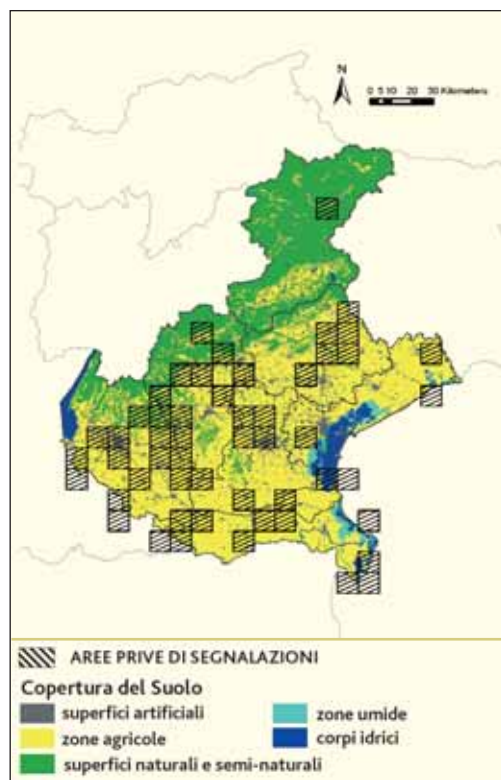 N
0 5 10 20 30 Kilometers
AREE PRIVE DI SEGNALAZIONI
Copertura del Suolo
superfici artificiali
zone umide
zone agricole
corpi idrici
superfici naturali e semi-naturali